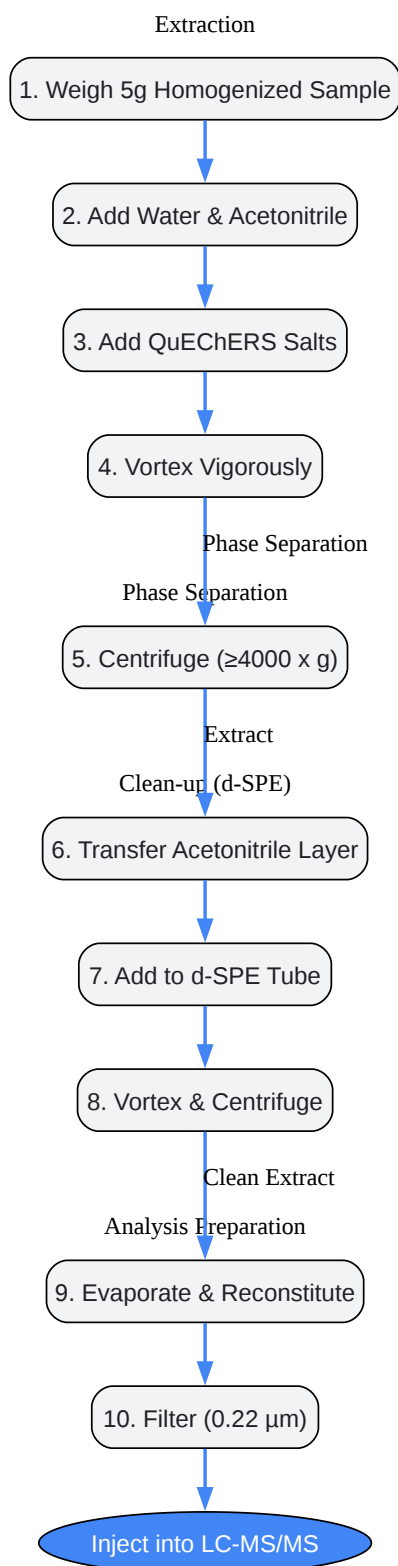 Extraction
1. Weigh 5g Homogenized Sample
2. Add Water & Acetonitrile
3. Add QuEChERS Salts
4. Vortex Vigorously
Phase Separation
Phase Separation
5. Centrifuge (≥4000 x g)
Extract
Clean-up (d-SPE)
6. Transfer Acetonitrile Layer
7. Add to d-SPE Tube
8. Vortex & Centrifuge
Clean Extract
Analysis Preparation
9. Evaporate & Reconstitute
10. Filter (0.22 µm)
Inject into LC-MS/MS